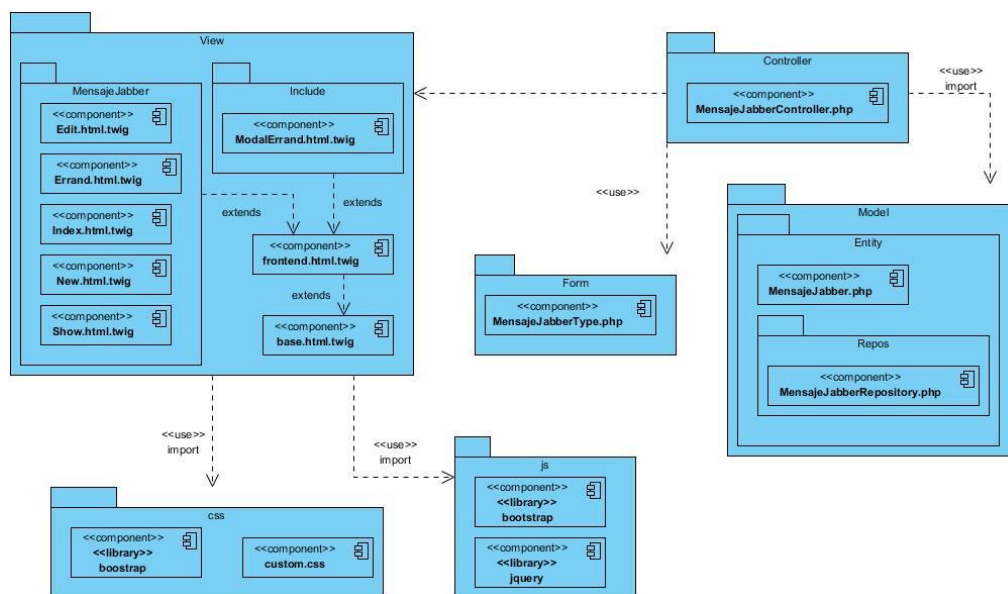 View
MensajeJabber
<<component>>
Edit.html.twig
<<component>>
Errand.html.twig
<<component>>
Index.html.twig
<<component>>
New.html.twig
<<component>>
Show.html.twig
Include
<<component>>
ModalErrand.html.twig
extends
extends
<<component>>
frontend.html.twig
extends
<<component>>
base.html.twig
Controller
<<component>>
MensajeJabberController.php
<<use>>
import
<<use>>
Form
<<component>>
MensajeJabberType.php
Model
Entity
<<component>>
MensajeJabber.php
Repos
<<component>>
MensajeJabberRepository.php
<<use>>
import
<<use>>
import
css
<<component>>
<<library>>
boostrap
<<component>>
custom.css
js
<<component>>
<<library>>
bootstrap
<<component>>
<<library>>
jquery